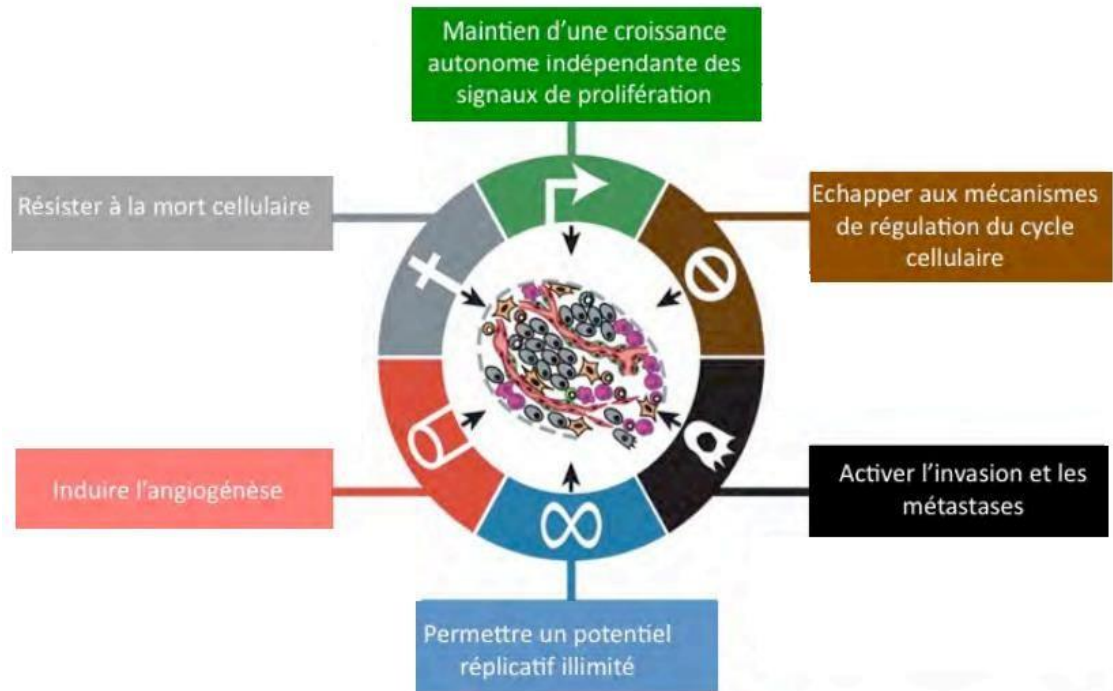 Maintien d'une croissance
autonome indépendante des
signaux de prolifération
Résister à la mort cellulaire
Echapper aux mécanismes
de régulation du cycle
cellulaire
Induire l'angiogénèse
Activer l'invasion et les
métastases
Permettre un potentiel
réplicatif illimité